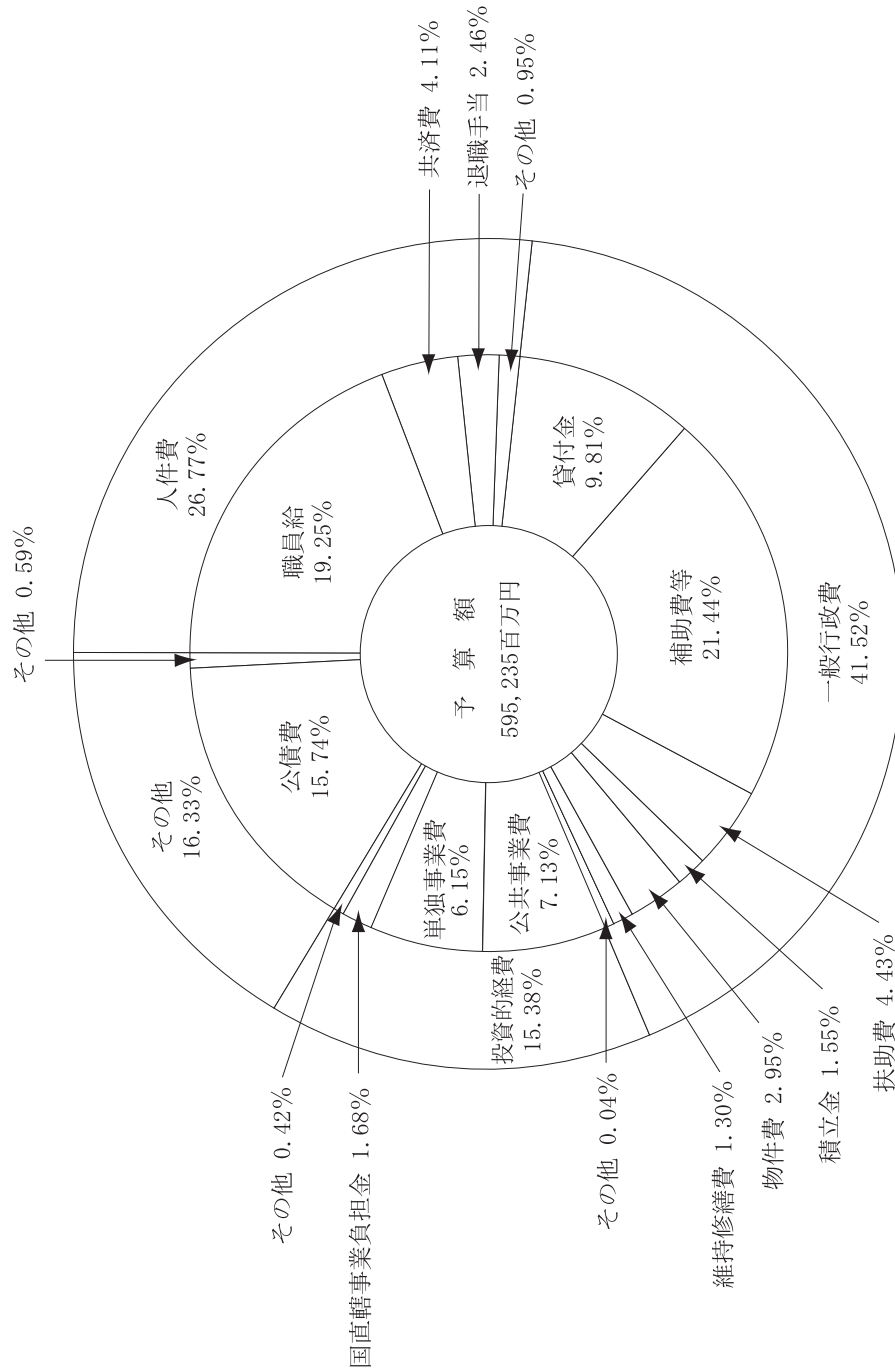 予　算　額
595,235百万円
人件費
26.77%
職員給
19.25%
共済費 4.11%
退職手当 2.46%
その他 0.95%
一般行政費
41.52%
貸付金
9.81%
補助費等
21.44%
扶助費 4.43%
積立金 1.55%
物件費 2.95%
維持修繕費 1.30%
その他 0.04%
投資的経費
15.38%
公共事業費
7.13%
単独事業費
6.15%
国直轄事業負担金 1.68%
その他 0.42%
その他
16.33%
公債費
15.74%
その他 0.59%